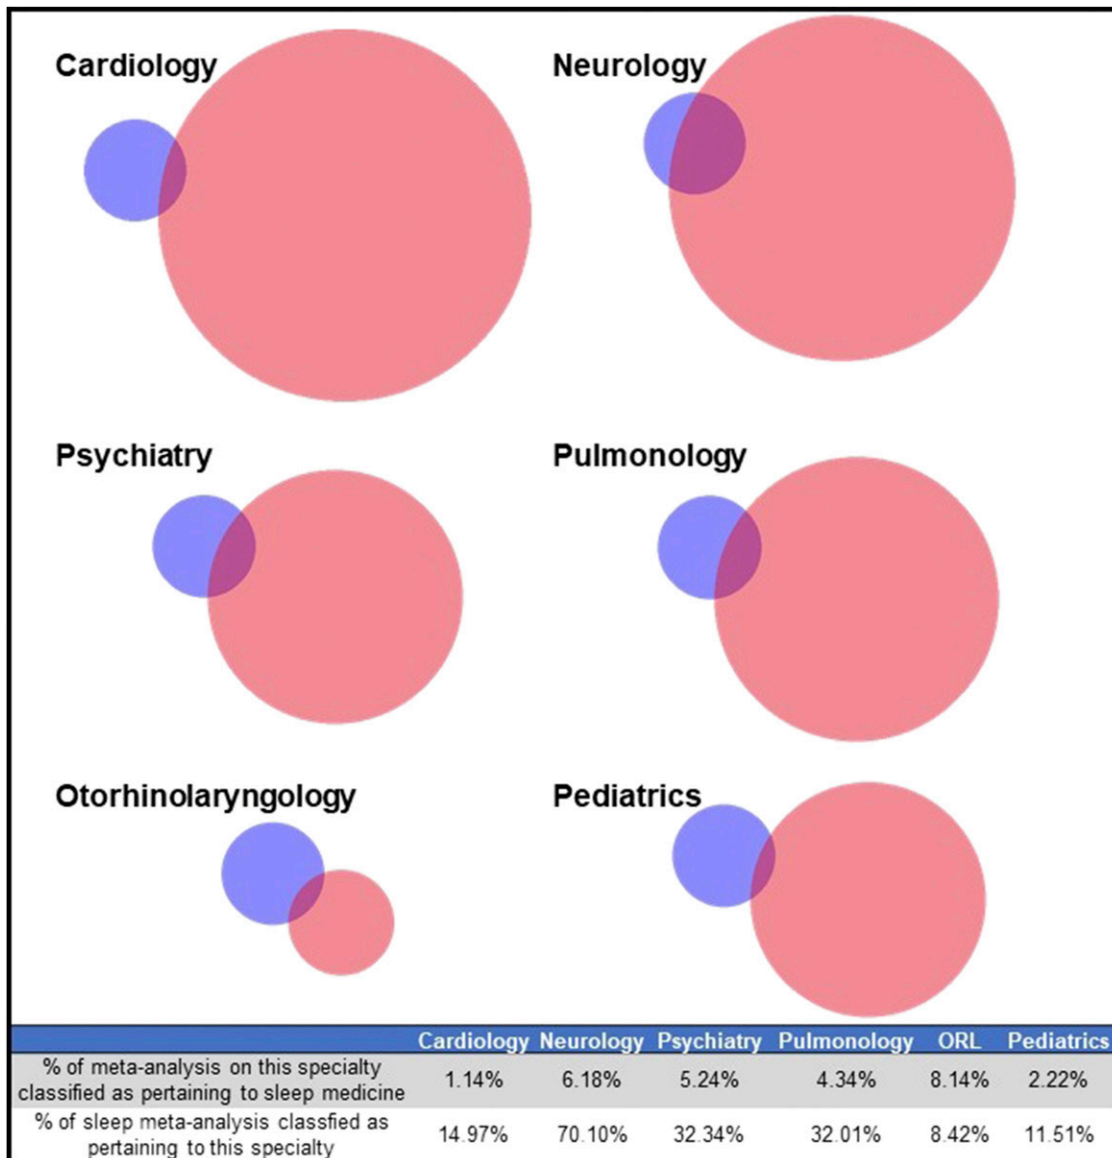 Cardiology
Neurology
Psychiatry
Pulmonology
Otorhinolaryngology
Pediatrics
Cardiology Neurology Psychiatry Pulmonology ORL Pediatrics
% of meta-analysis on this specialty
classified as pertaining to sleep medicine
1.14% 6.18% 5.24% 4.34% 8.14% 2.22%
% of sleep meta-analysis classfied as
pertaining to this specialty
14.97% 70.10% 32.34% 32.01% 8.42% 11.51%